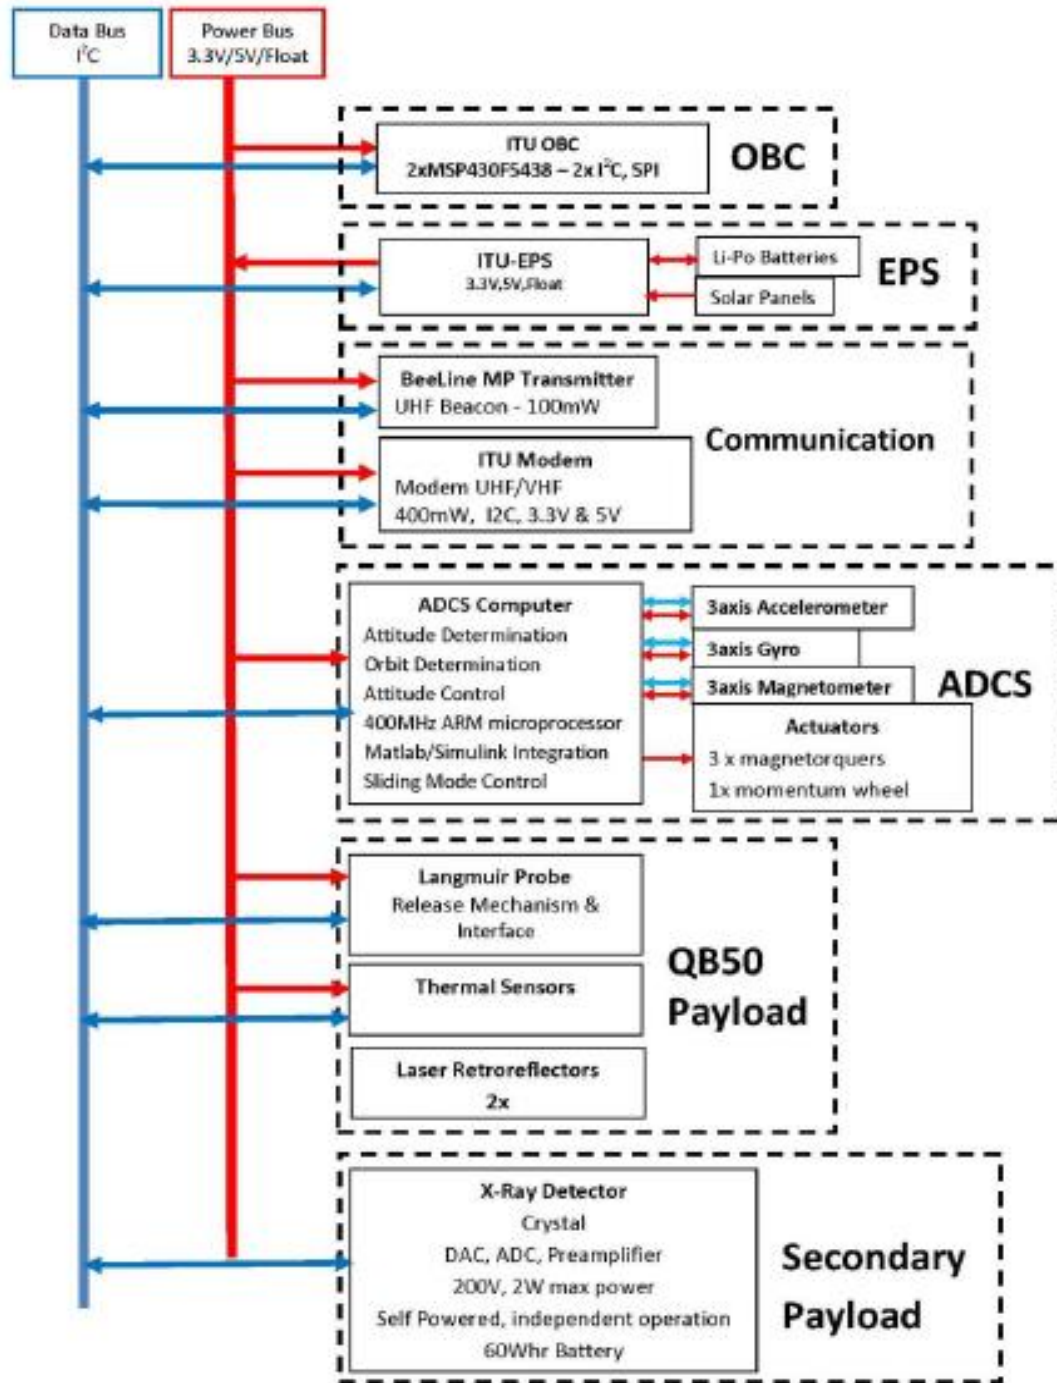 Data Bus
I²C
Power Bus
3.3V/5V/Float
ITU OBC
2xMSP430F5438 – 2x I²C, SPI
OBC
ITU-EPS
3.3V,5V,Float
Li-Po Batteries
Solar Panels
EPS
BeeLine MP Transmitter
UHF Beacon - 100mW
ITU Modem
Modem UHF/VHF
400mW, I2C, 3.3V & 5V
Communication
ADCS Computer
Attitude Determination
Orbit Determination
Attitude Control
400MHz ARM microprocessor
Matlab/Simulink Integration
Sliding Mode Control
3axis Accelerometer
3axis Gyro
3axis Magnetometer
Actuators
3 x magnetorquers
1x momentum wheel
ADCS
Langmuir Probe
Release Mechanism &
Interface
Thermal Sensors
Laser Retroreflectors
2x
QB50
Payload
X-Ray Detector
Crystal
DAC, ADC, Preamplifier
200V, 2W max power
Self Powered, independent operation
60Whr Battery
Secondary
Payload